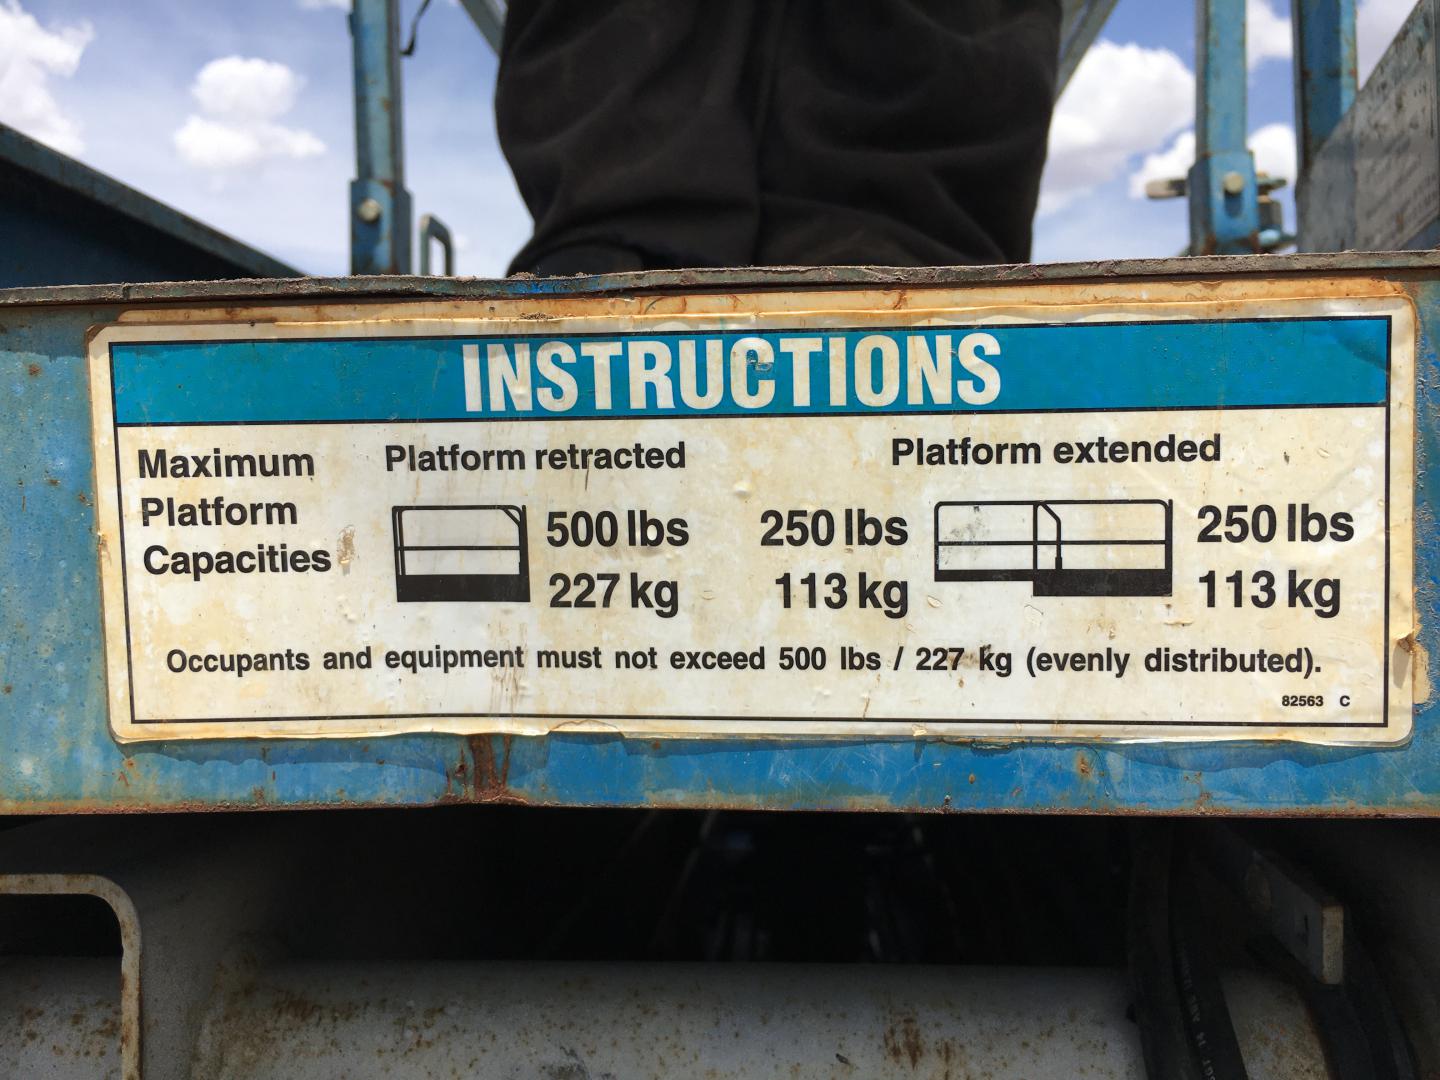 INSTRUCTIONS
Maximum Platform Capacities
Platform retracted
500 lbs
227 kg
Platform extended
250 lbs
113 kg
250 lbs
113 kg
Occupants and equipment must not exceed 500 lbs / 227 kg (evenly distributed).
82563 C